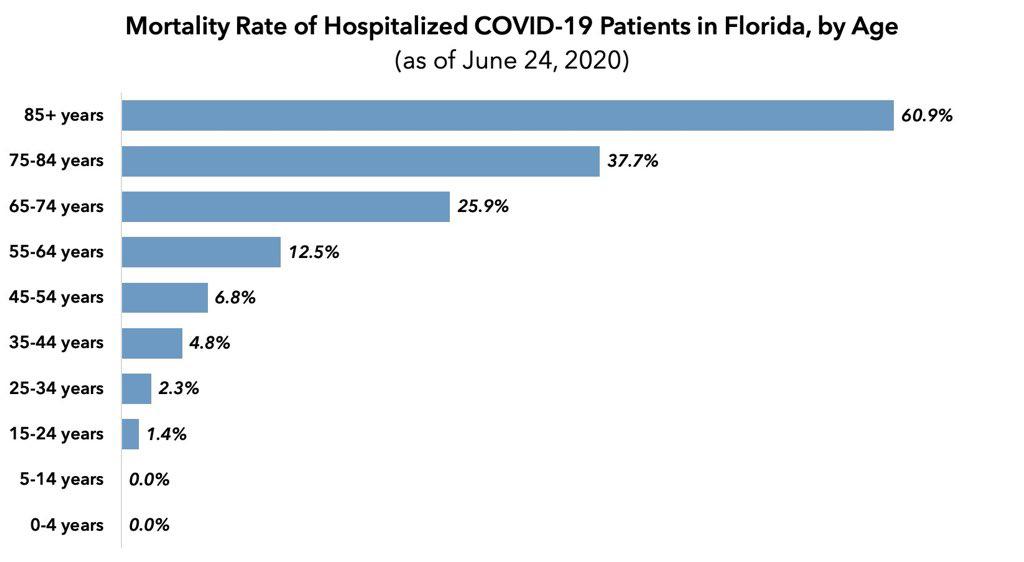 Mortality Rate of Hospitalized COVID-19 Patients in Florida, by Age
(as of June 24, 2020)
85+ years 60.9%
75-84 years 37.7%
65-74 years 25.9%
55-64 years 12.5%
45-54 years 6.8%
35-44 years 4.8%
25-34 years 2.3%
15-24 years 1.4%
5-14 years 0.0%
0-4 years 0.0%